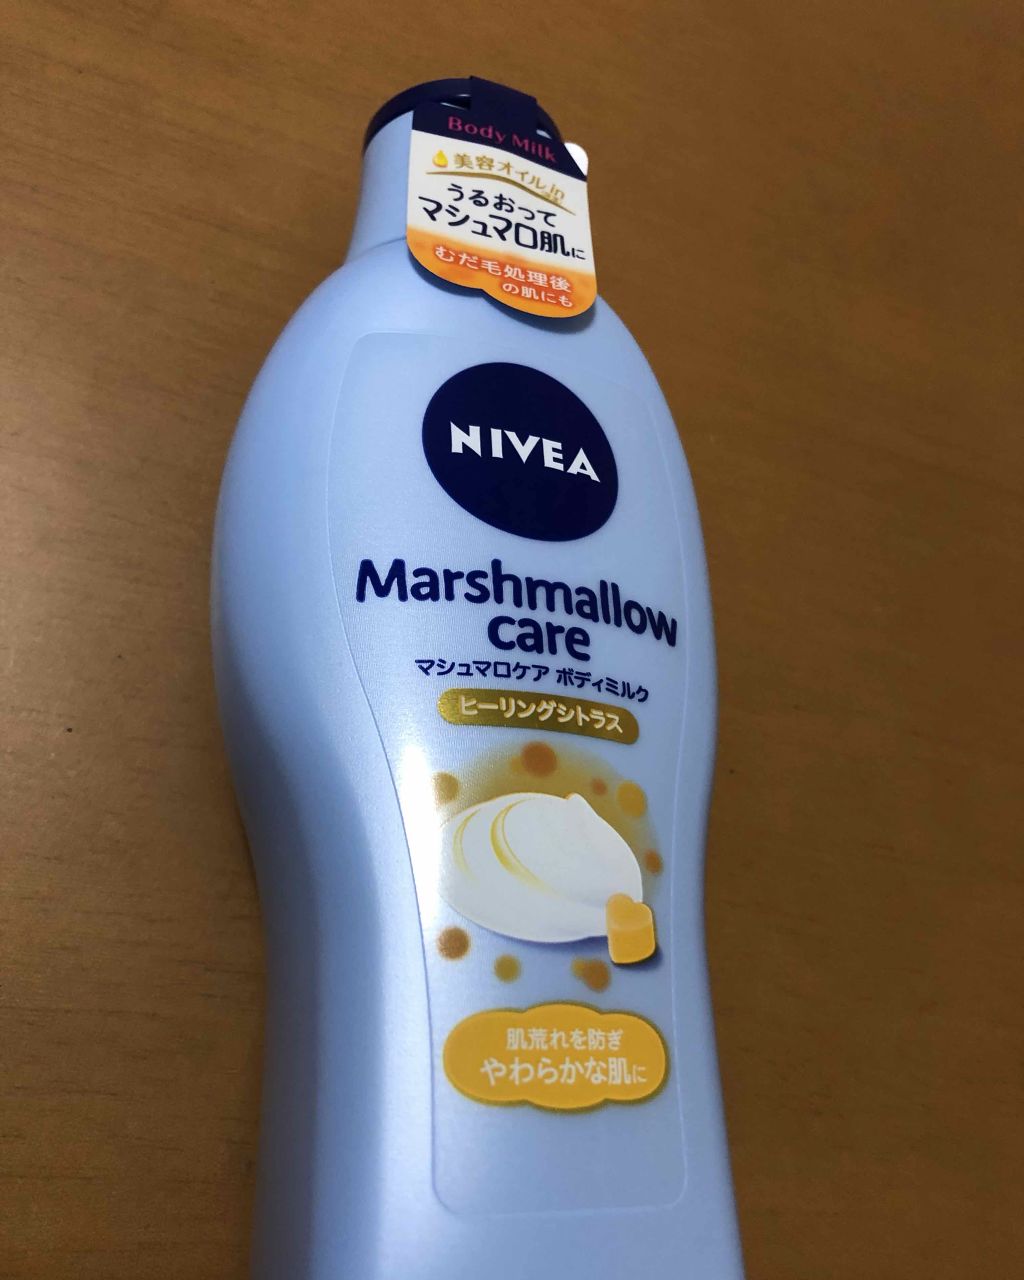 Body Milk
美容オイルin
うるおって
マシュマロ肌に
むだ毛処理後
の肌にも
NIVEA
Marshmallow
care
マシュマロケア ボディミルク
ヒーリングシトラス
肌荒れを防ぎ
やわらかな肌に